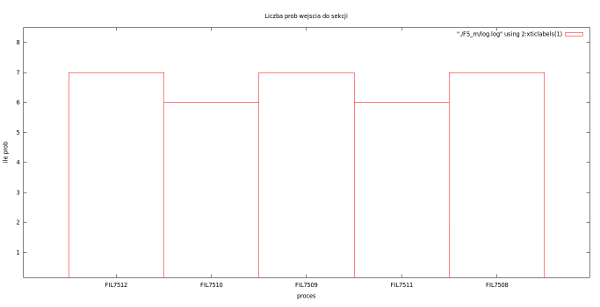 Liczba prob wejscia do sekcji
"./F5_m/log.log" using 2:xticlabels(1)
8
7
6
5
4
3
2
1
ile prob
FIL7512 FIL7510 FIL7509 FIL7511 FIL7508
proces